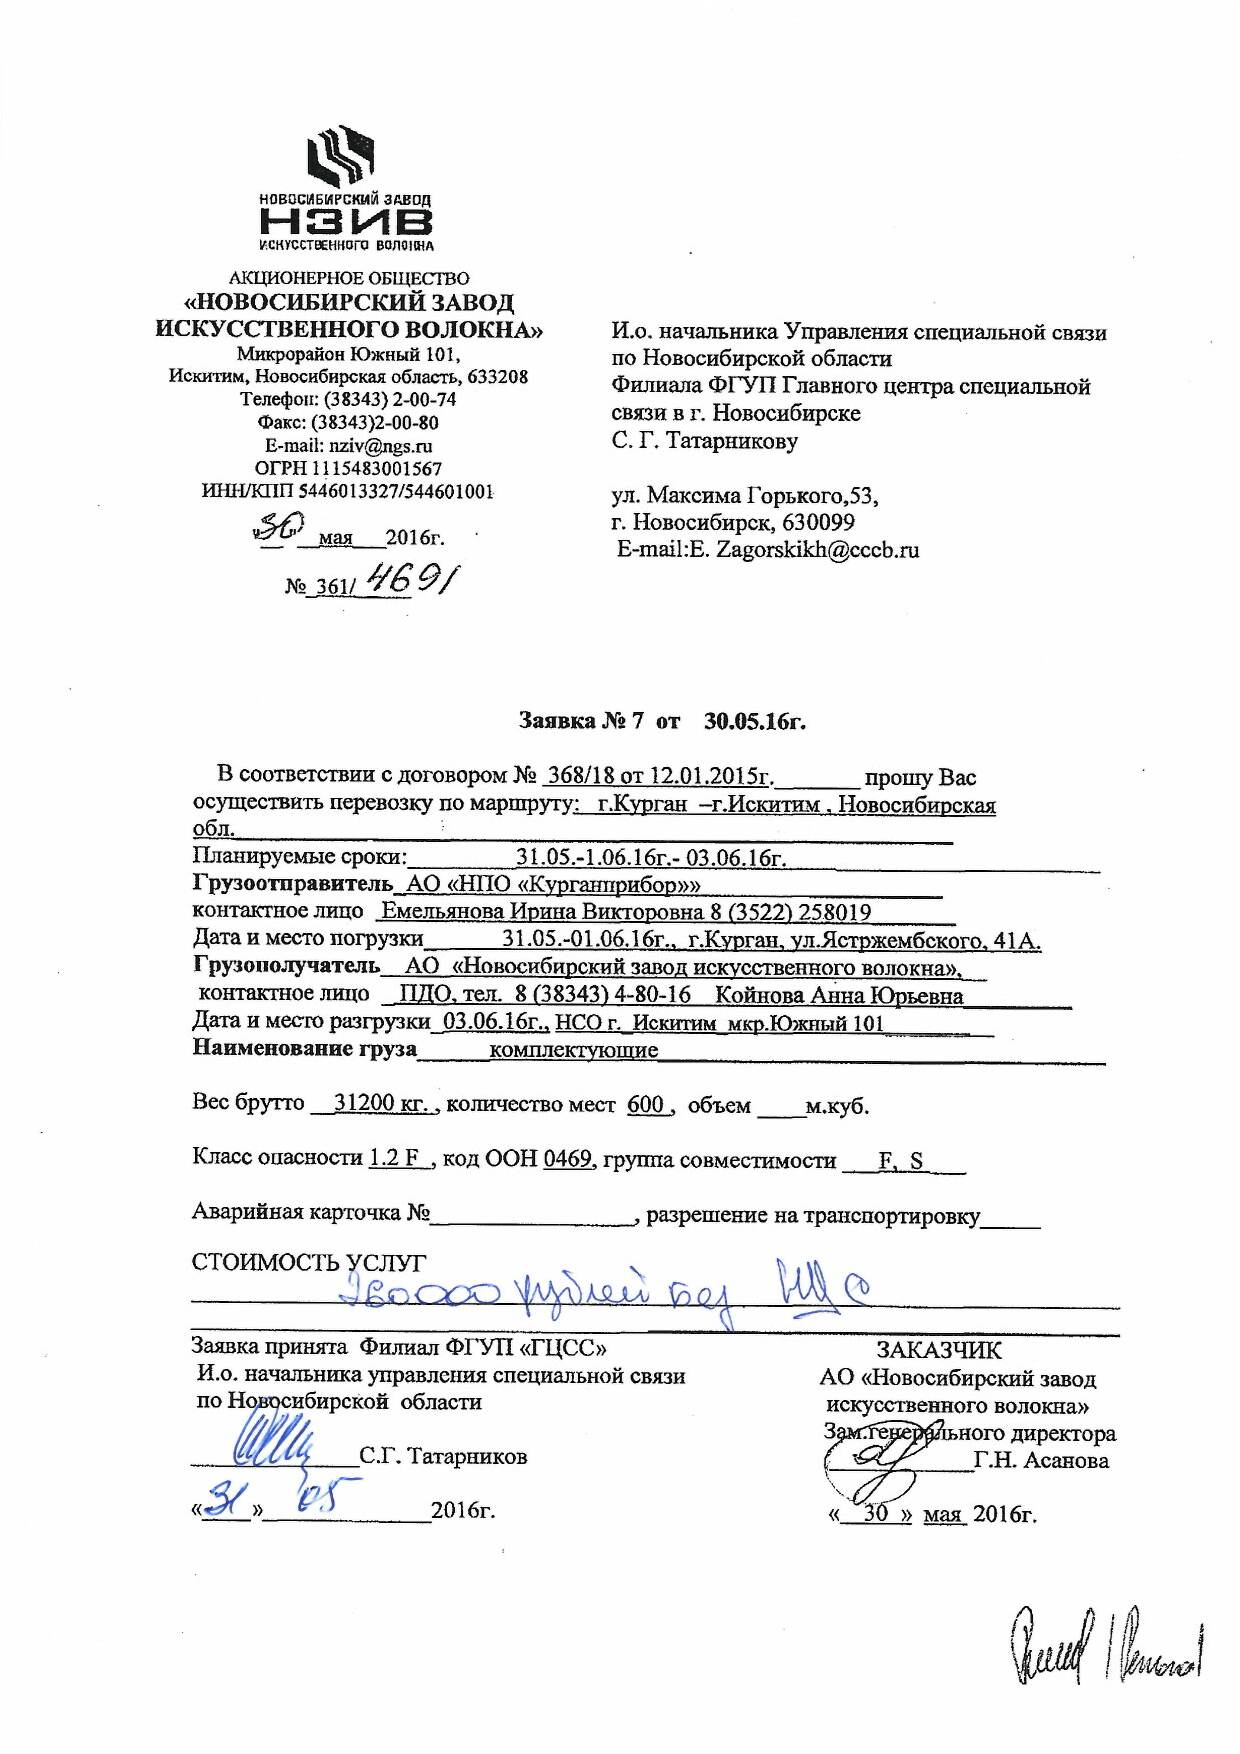 НОВОСИБИРСКИЙ ЗАВОД
НЗИВ
ИСКУССТВЕННОГО ВОЛОКНА
АКЦИОНЕРНОЕ ОБЩЕСТВО
«НОВОСИБИРСКИЙ ЗАВОД
ИСКУССТВЕННОГО ВОЛОКНА»
Микрорайон Южный 101,
Искитим, Новосибирская область, 633208
Телефон: (38343) 2-00-74
Факс: (38343)2-00-80
E-mail: nziv@ngs.ru
ОГРН 1115483001567
ИНН/КПП 5446013327/544601001
«30» мая 2016г.
№ 361/ 4691
И.о. начальника Управления специальной связи
по Новосибирской области
Филиала ФГУП Главного центра специальной
связи в г. Новосибирске
С. Г. Татарникову
ул. Максима Горького,53,
г. Новосибирск, 630099
E-mail:E. Zagorskikh@cccb.ru
Заявка № 7 от 30.05.16г.
В соответствии с договором № 368/18 от 12.01.2015г. прошу Вас
осуществить перевозку по маршруту: г.Курган –г.Искитим , Новосибирская
обл.
Планируемые сроки: 31.05.-1.06.16г.- 03.06.16г.
Грузоотправитель АО «НПО «Курганприбор»»
контактное лицо Емельянова Ирина Викторовна 8 (3522) 258019
Дата и место погрузки 31.05.-01.06.16г., г.Курган, ул.Ястржембского, 41А.
Грузополучатель АО «Новосибирский завод искусственного волокна»,
контактное лицо ПДО, тел. 8 (38343) 4-80-16 Койнова Анна Юрьевна
Дата и место разгрузки 03.06.16г., НСО г. Искитим мкр.Южный 101
Наименование груза комплектующие
Вес брутто 31200 кг. , количество мест 600 , объем ____м.куб.
Класс опасности 1.2 F , код ООН 0469, группа совместимости F, S
Аварийная карточка №_________________, разрешение на транспортировку_____
СТОИМОСТЬ УСЛУГ
260000 рублей без НДС
Заявка принята Филиал ФГУП «ГЦСС»
И.о. начальника управления специальной связи
по Новосибирской области
С.Г. Татарников
«31» 05 2016г.
ЗАКАЗЧИК
АО «Новосибирский завод
искусственного волокна»
Зам.генерального директора
Г.Н. Асанова
« 30 » мая 2016г.